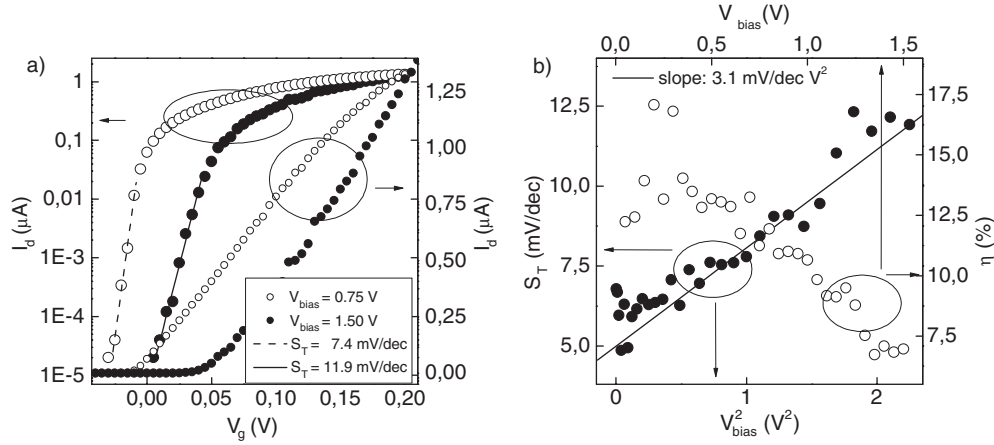 a)
1
0,1
0,01
1E-3
1E-4
1E-5
I_d (μA)
1,25
1,00
0,75
0,50
0,25
0,00
I_d (μA)
0,00 0,05 0,10 0,15 0,20
V_g (V)
V_bias = 0.75 V
V_bias = 1.50 V
S_T = 7.4 mV/dec
S_T = 11.9 mV/dec
b)
V_bias (V)
0,0 0,5 1,0 1,5
slope: 3.1 mV/dec V²
12,5
10,0
7,5
5,0
S_T (mV/dec)
17,5
15,0
12,5
10,0
7,5
η (%)
0 1 2
V²_bias (V²)